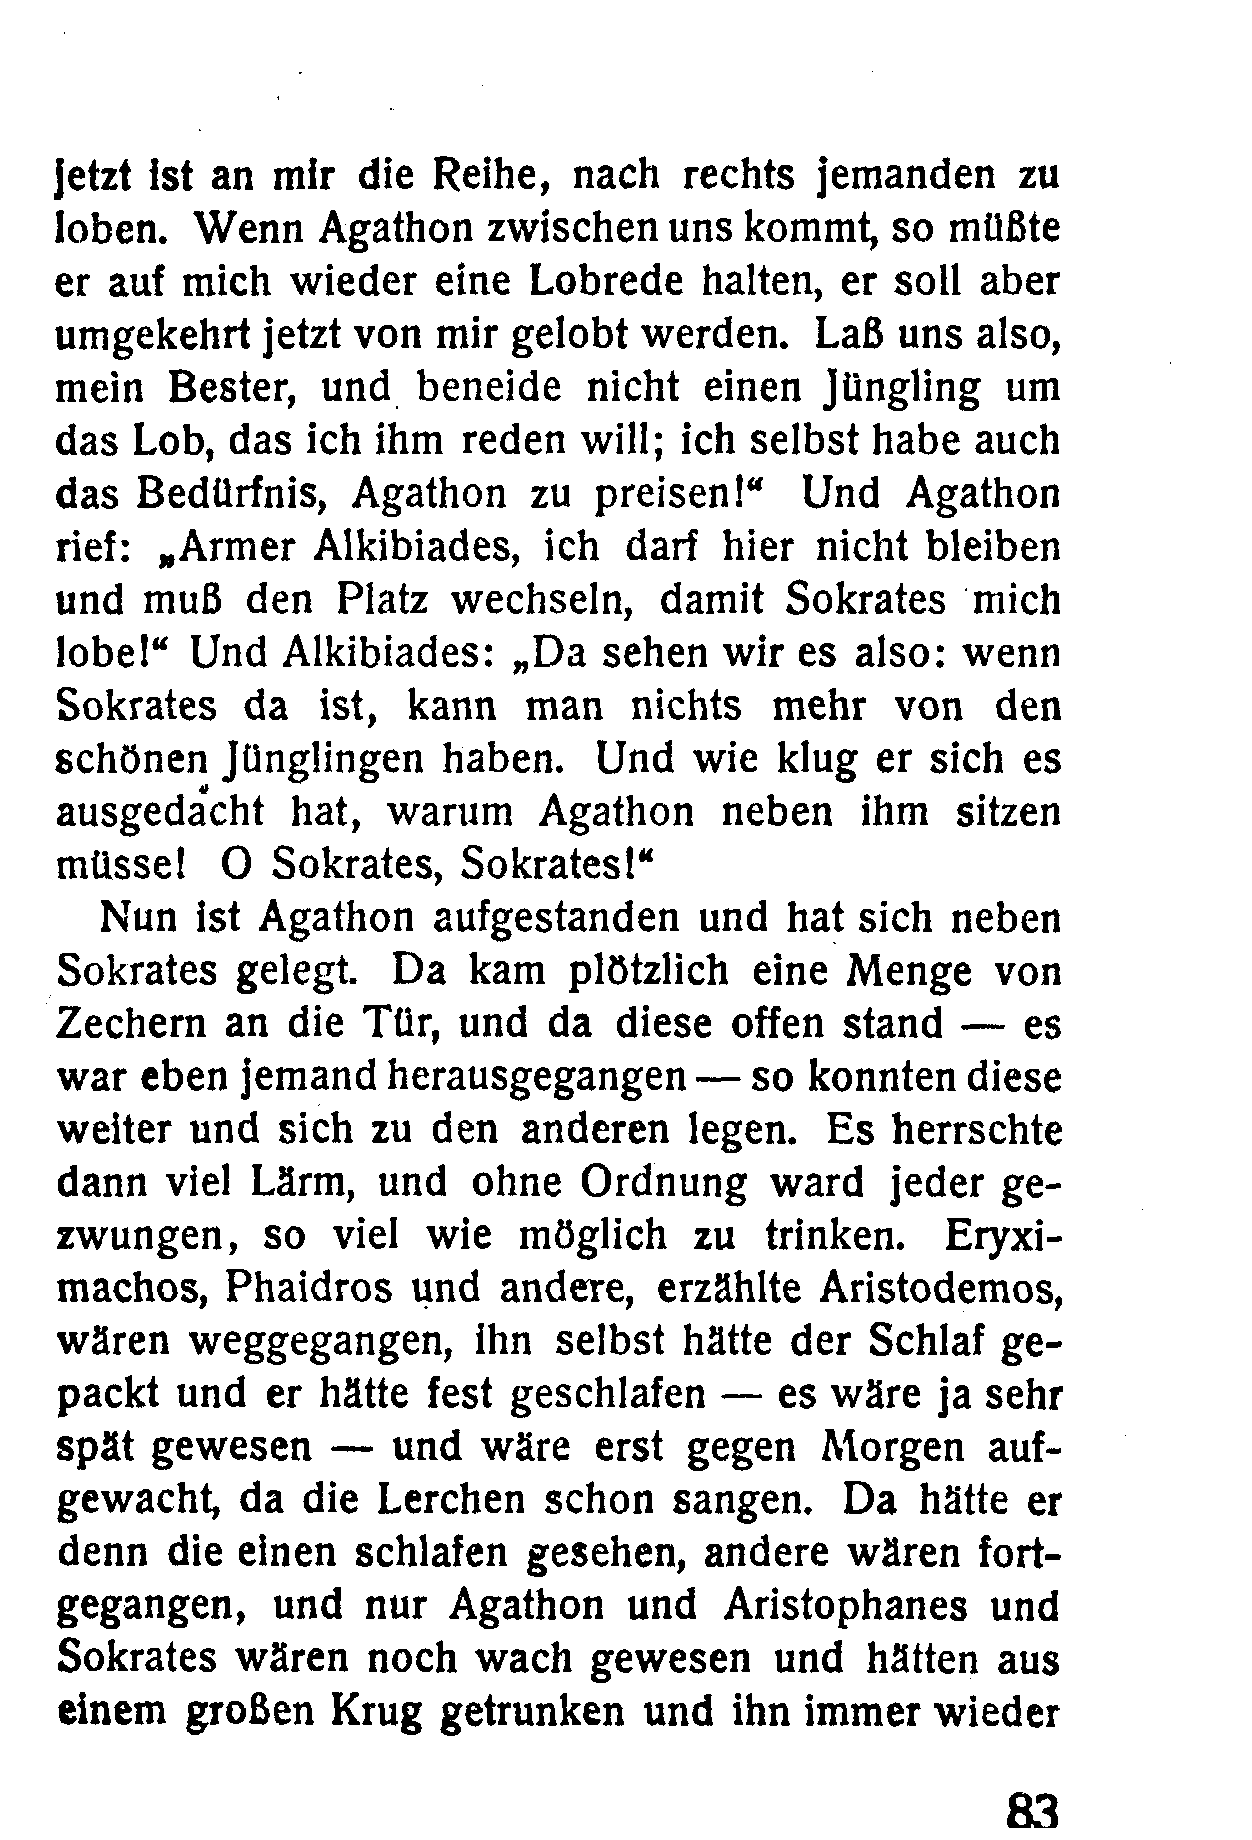 jetzt ist an mir die Reihe, nach rechts jemanden zu
loben. Wenn Agathon zwischen uns kommt, so müßte
er auf mich wieder eine Lobrede halten, er soll aber
umgekehrt jetzt von mir gelobt werden. Laß uns also,
mein Bester, und beneide nicht einen Jüngling um
das Lob, das ich ihm reden will; ich selbst habe auch
das Bedürfnis, Agathon zu preisen!“ Und Agathon
rief: „Armer Alkibiades, ich darf hier nicht bleiben
und muß den Platz wechseln, damit Sokrates mich
lobe!“ Und Alkibiades: „Da sehen wir es also: wenn
Sokrates da ist, kann man nichts mehr von den
schönen Jünglingen haben. Und wie klug er sich es
ausgedacht hat, warum Agathon neben ihm sitzen
müsse! O Sokrates, Sokrates!“
Nun ist Agathon aufgestanden und hat sich neben
Sokrates gelegt. Da kam plötzlich eine Menge von
Zechern an die Tür, und da diese offen stand — es
war eben jemand herausgegangen — so konnten diese
weiter und sich zu den anderen legen. Es herrschte
dann viel Lärm, und ohne Ordnung ward jeder ge-
zwungen, so viel wie möglich zu trinken. Eryxi-
machos, Phaidros und andere, erzählte Aristodemos,
wären weggegangen, ihn selbst hätte der Schlaf ge-
packt und er hätte fest geschlafen — es wäre ja sehr
spät gewesen — und wäre erst gegen Morgen auf-
gewacht, da die Lerchen schon sangen. Da hätte er
denn die einen schlafen gesehen, andere wären fort-
gegangen, und nur Agathon und Aristophanes und
Sokrates wären noch wach gewesen und hätten aus
einem großen Krug getrunken und ihn immer wieder
83